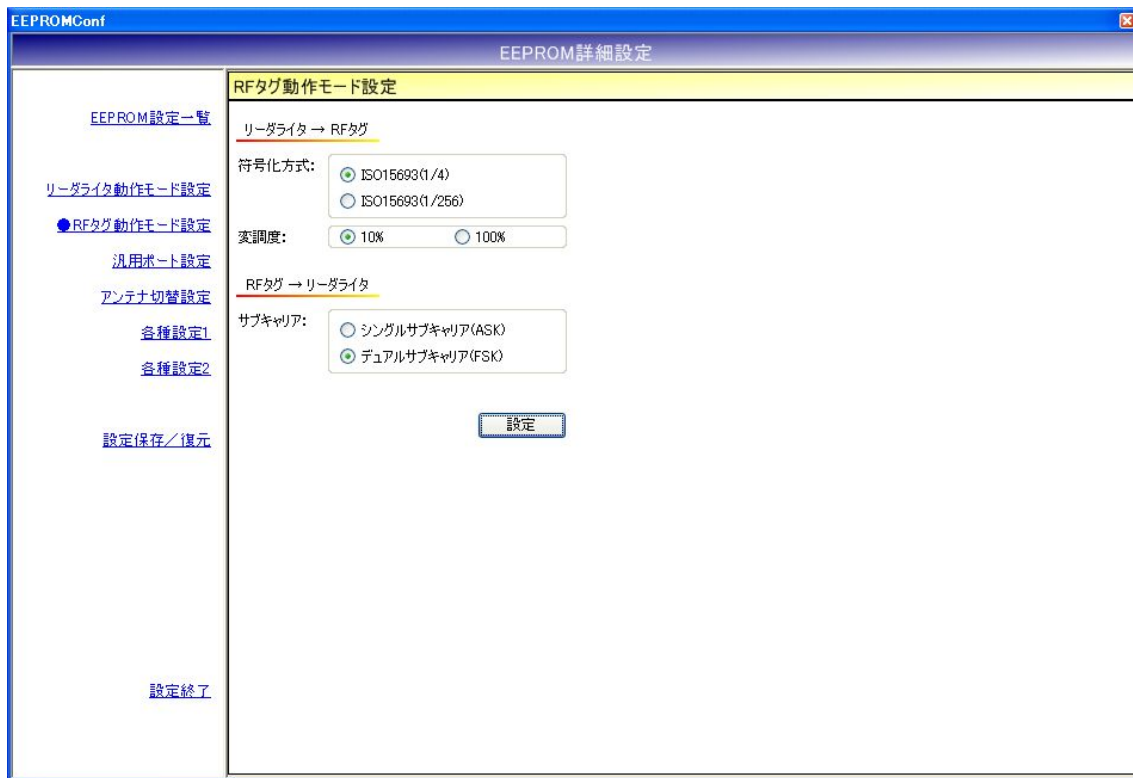 EEPROMConf
EEPROM詳細設定
EEPROM設定一覧
リーダライタ動作モード設定
●RFタグ動作モード設定
汎用ポート設定
アンテナ切替設定
各種設定1
各種設定2
設定保存/復元
設定終了
RFタグ動作モード設定
リーダライタ → RFタグ
符号化方式:
ISO15693(1/4)
ISO15693(1/256)
変調度:
10% 100%
RFタグ → リーダライタ
サブキャリア:
シングルサブキャリア(ASK)
デュアルサブキャリア(FSK)
設定